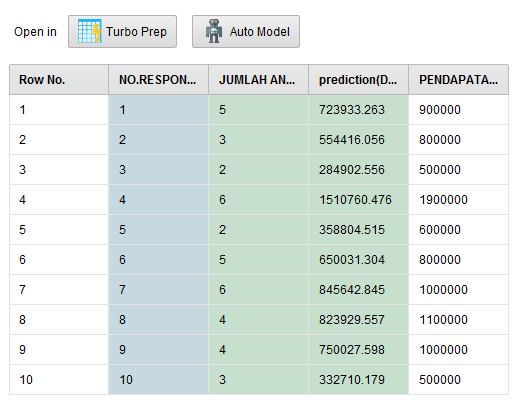 Open in Turbo Prep Auto Model
Row No. NO.RESPON... JUMLAH AN... prediction(D... PENDAPATA...
1 1 5 723933.263 900000
2 2 3 554416.056 800000
3 3 2 284902.556 500000
4 4 6 1510760.476 1900000
5 5 2 358804.515 600000
6 6 5 650031.304 800000
7 7 6 845642.845 1000000
8 8 4 823929.557 1100000
9 9 4 750027.598 1000000
10 10 3 332710.179 500000